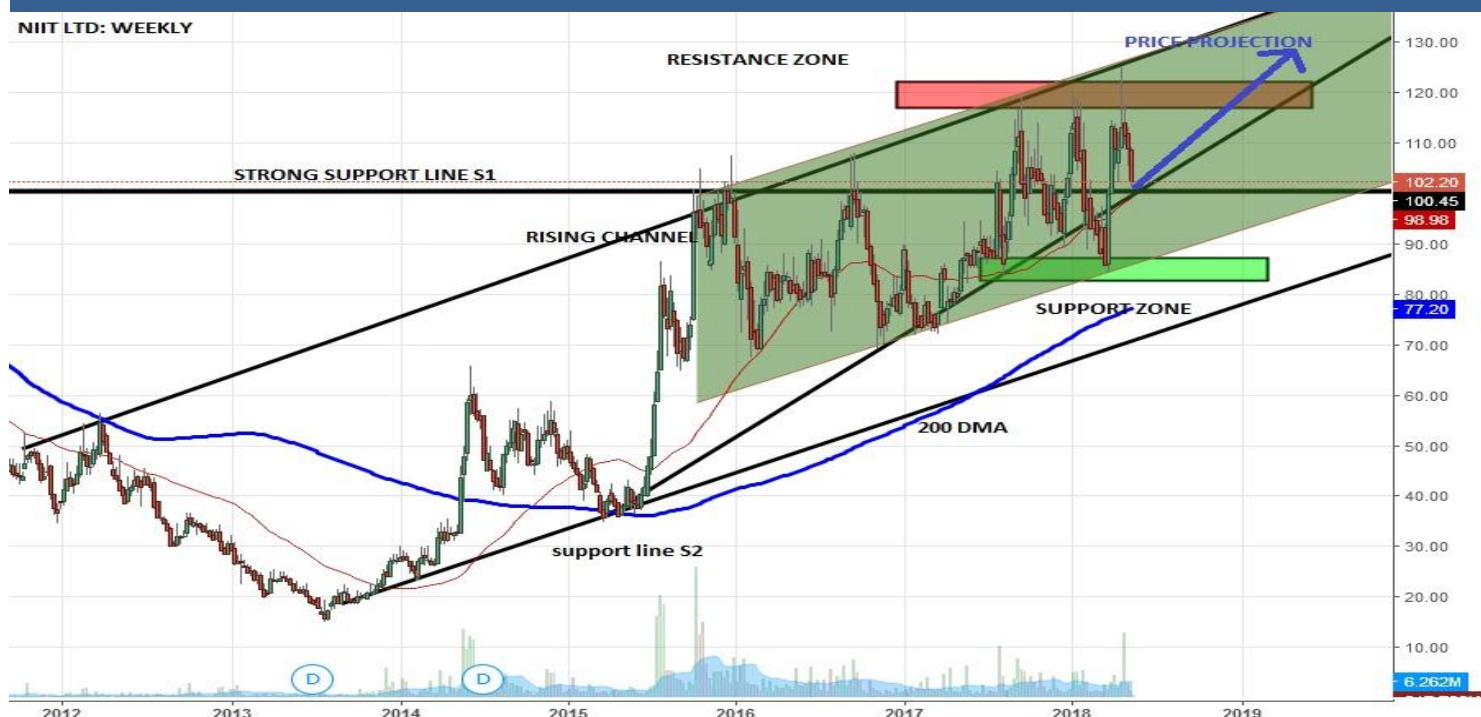 NIIT LTD: WEEKLY
PRICE PROJECTION
130.00
RESISTANCE ZONE
120.00
110.00
STRONG SUPPORT LINE S1
102.20
100.45
98.98
RISING CHANNEL
90.00
80.00
SUPPORT ZONE
77.20
70.00
60.00
200 DMA
50.00
40.00
support line S2
30.00
20.00
10.00
D D
6.262M
2012 2013 2014 2015 2016 2017 2018 2019